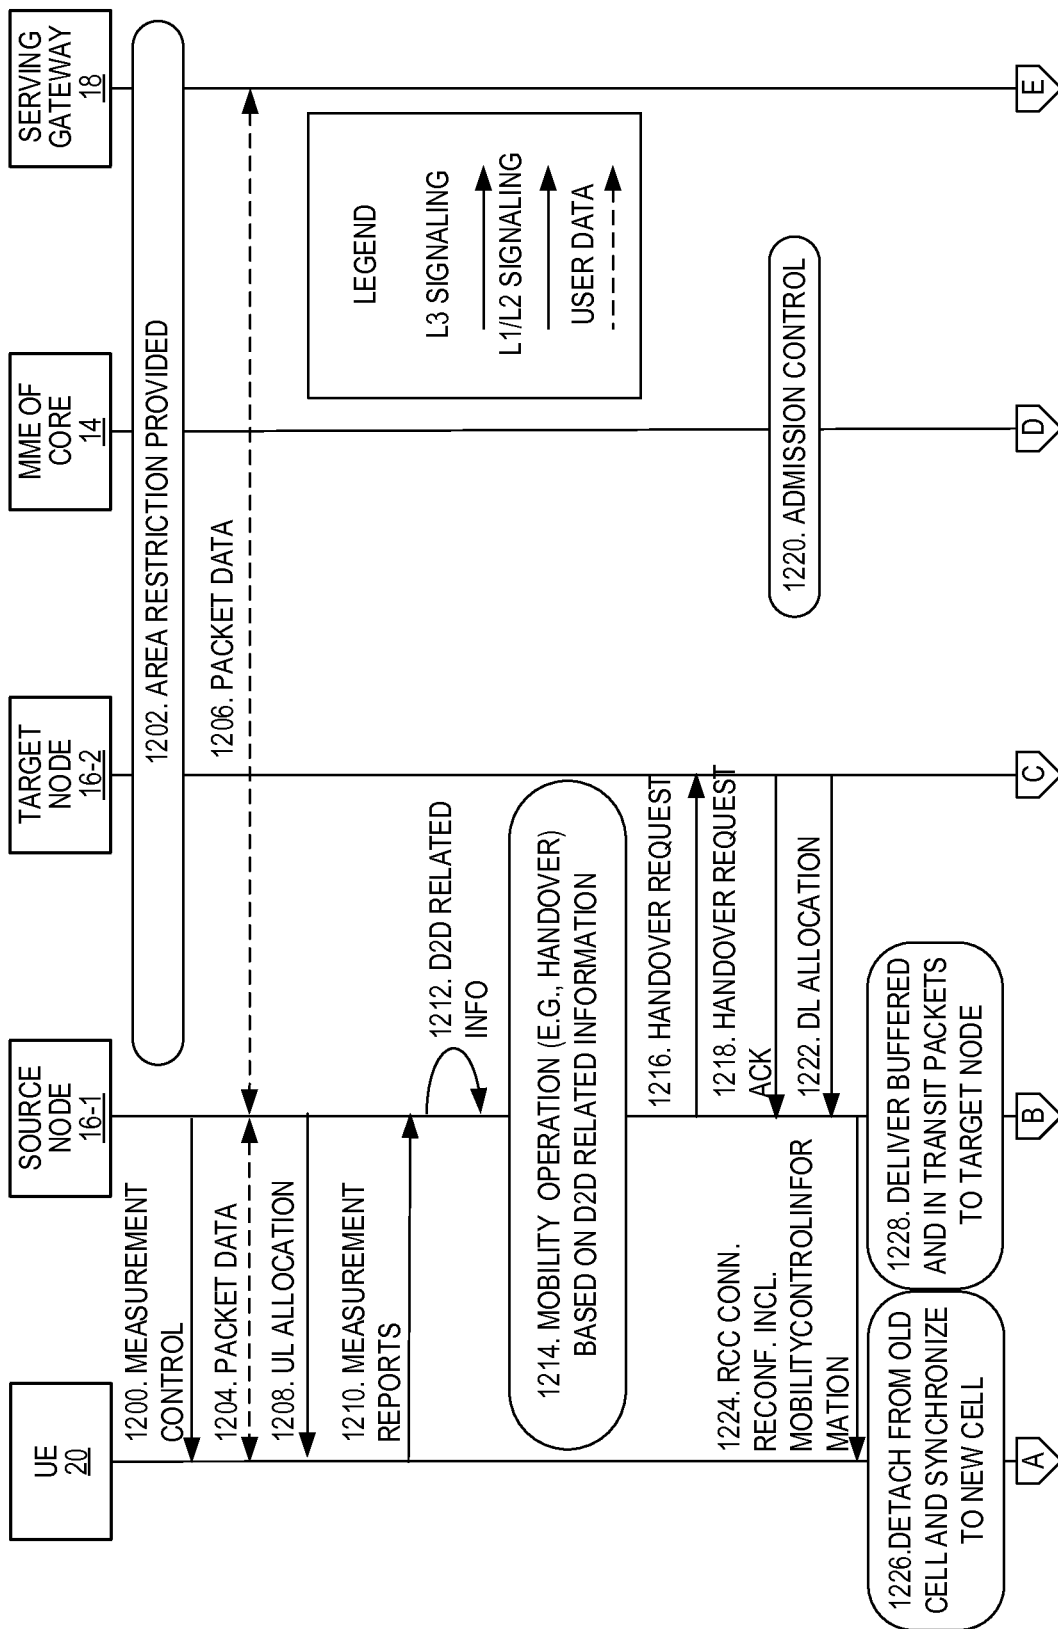 UE
20
SOURCE
NODE
16-1
TARGET
NODE
16-2
MME OF
CORE
14
SERVING
GATEWAY
18
1200. MEASUREMENT
CONTROL
1202. AREA RESTRICTION PROVIDED
1204. PACKET DATA
1206. PACKET DATA
1208. UL ALLOCATION
1210. MEASUREMENT
REPORTS
1212. D2D RELATED
INFO
LEGEND
L3 SIGNALING
L1/L2 SIGNALING
USER DATA
1214. MOBILITY OPERATION (E.G., HANDOVER)
BASED ON D2D RELATED INFORMATION
1216. HANDOVER REQUEST
1218. HANDOVER REQUEST
ACK
1220. ADMISSION CONTROL
1222. DL ALLOCATION
1224. RCC CONN.
RECONF. INCL.
MOBILITYCONTROLINFOR
MATION
1226.DETACH FROM OLD
CELL AND SYNCHRONIZE
TO NEW CELL
1228. DELIVER BUFFERED
AND IN TRANSIT PACKETS
TO TARGET NODE
A
B
C
D
E